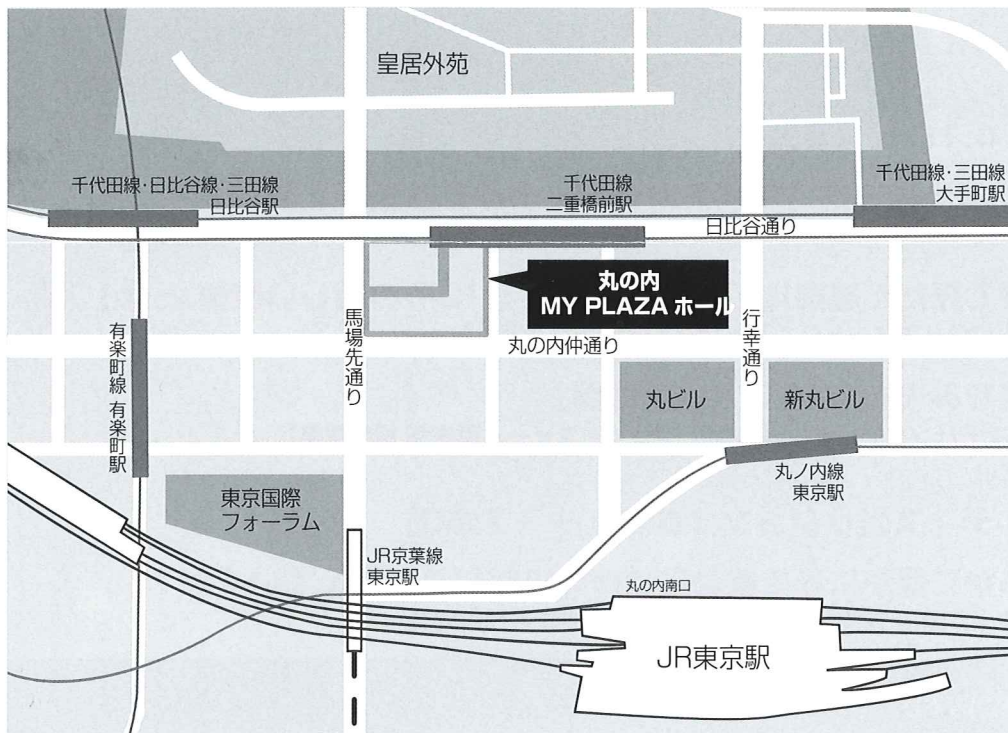 皇居外苑
千代田線・日比谷線・三田線
日比谷駅
千代田線
二重橋前駅
千代田線・三田線
大手町駅
日比谷通り
丸の内
MY PLAZA ホール
馬場先通り
丸の内仲通り
行幸通り
有楽町線 有楽町駅
丸ビル
新丸ビル
丸ノ内線
東京駅
東京国際
フォーラム
JR京葉線
東京駅
丸の内南口
JR東京駅